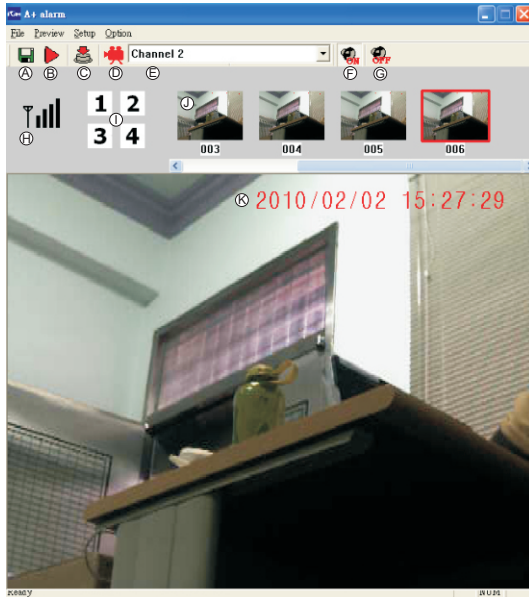 A+ alarm
File Preview Setup Option
Channel 2
ON OFF
Ⓐ Ⓑ Ⓒ Ⓓ Ⓔ Ⓕ Ⓖ
Ⓗ Ⓘ Ⓙ
1 2
3 4
003 004 005 006
Ⓚ 2010/02/02 15:27:29
Ready NUM